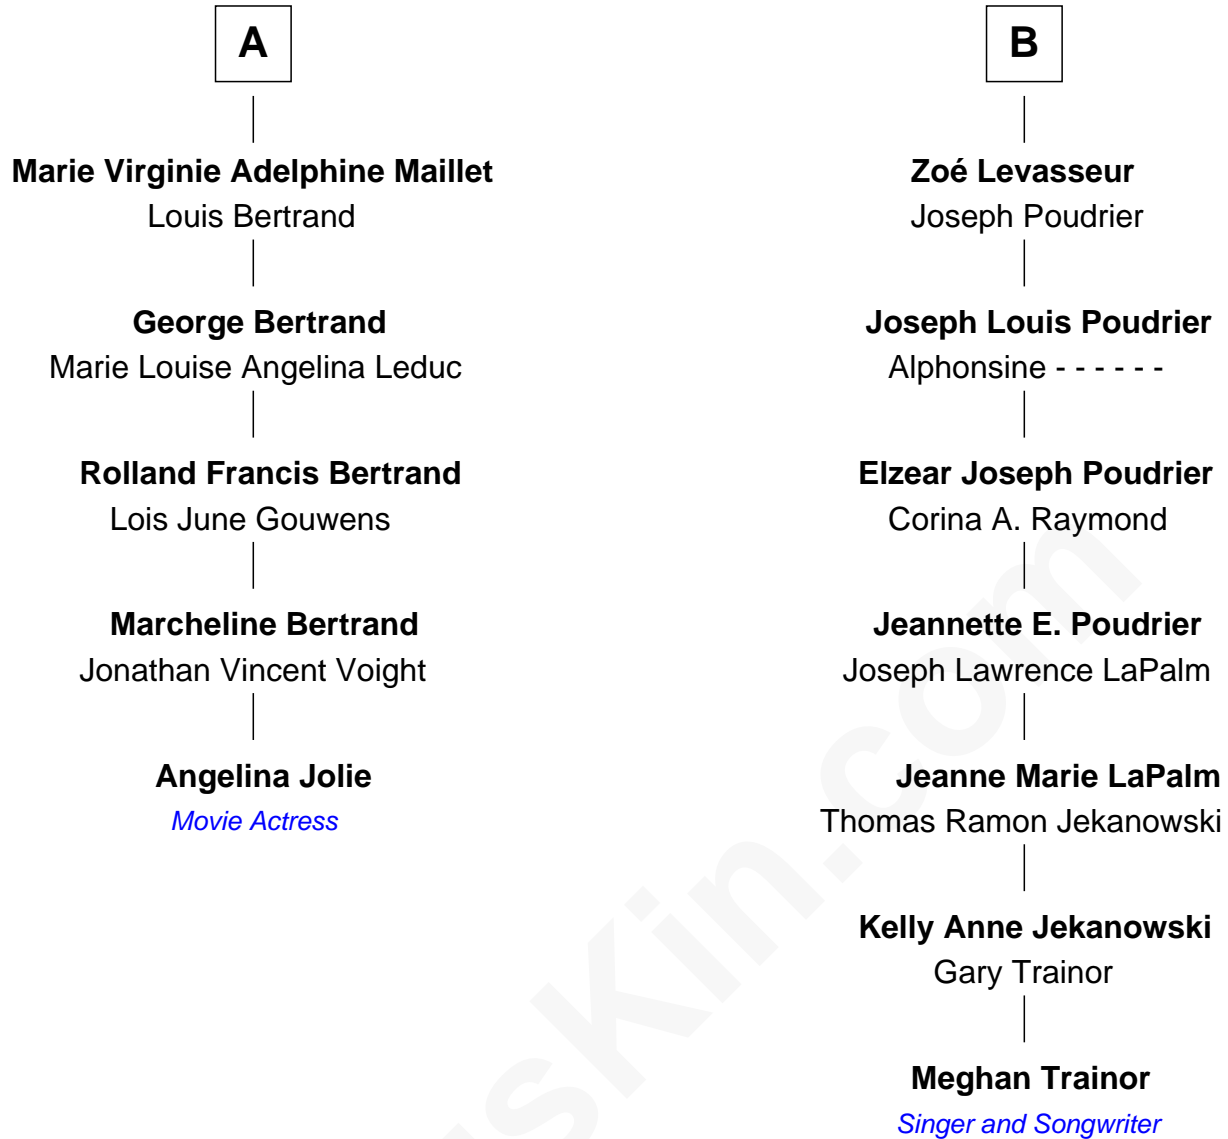 A
Marie Virginie Adelphine Maillet
Louis Bertrand
George Bertrand
Marie Louise Angelina Leduc
Rolland Francis Bertrand
Lois June Gouwens
Marcheline Bertrand
Jonathan Vincent Voight
Angelina Jolie
Movie Actress
B
Zoé Levasseur
Joseph Poudrier
Joseph Louis Poudrier
Alphonsine - - - - - -
Elzear Joseph Poudrier
Corina A. Raymond
Jeannette E. Poudrier
Joseph Lawrence LaPalm
Jeanne Marie LaPalm
Thomas Ramon Jekanowski
Kelly Anne Jekanowski
Gary Trainor
Meghan Trainor
Singer and Songwriter
sKin.com